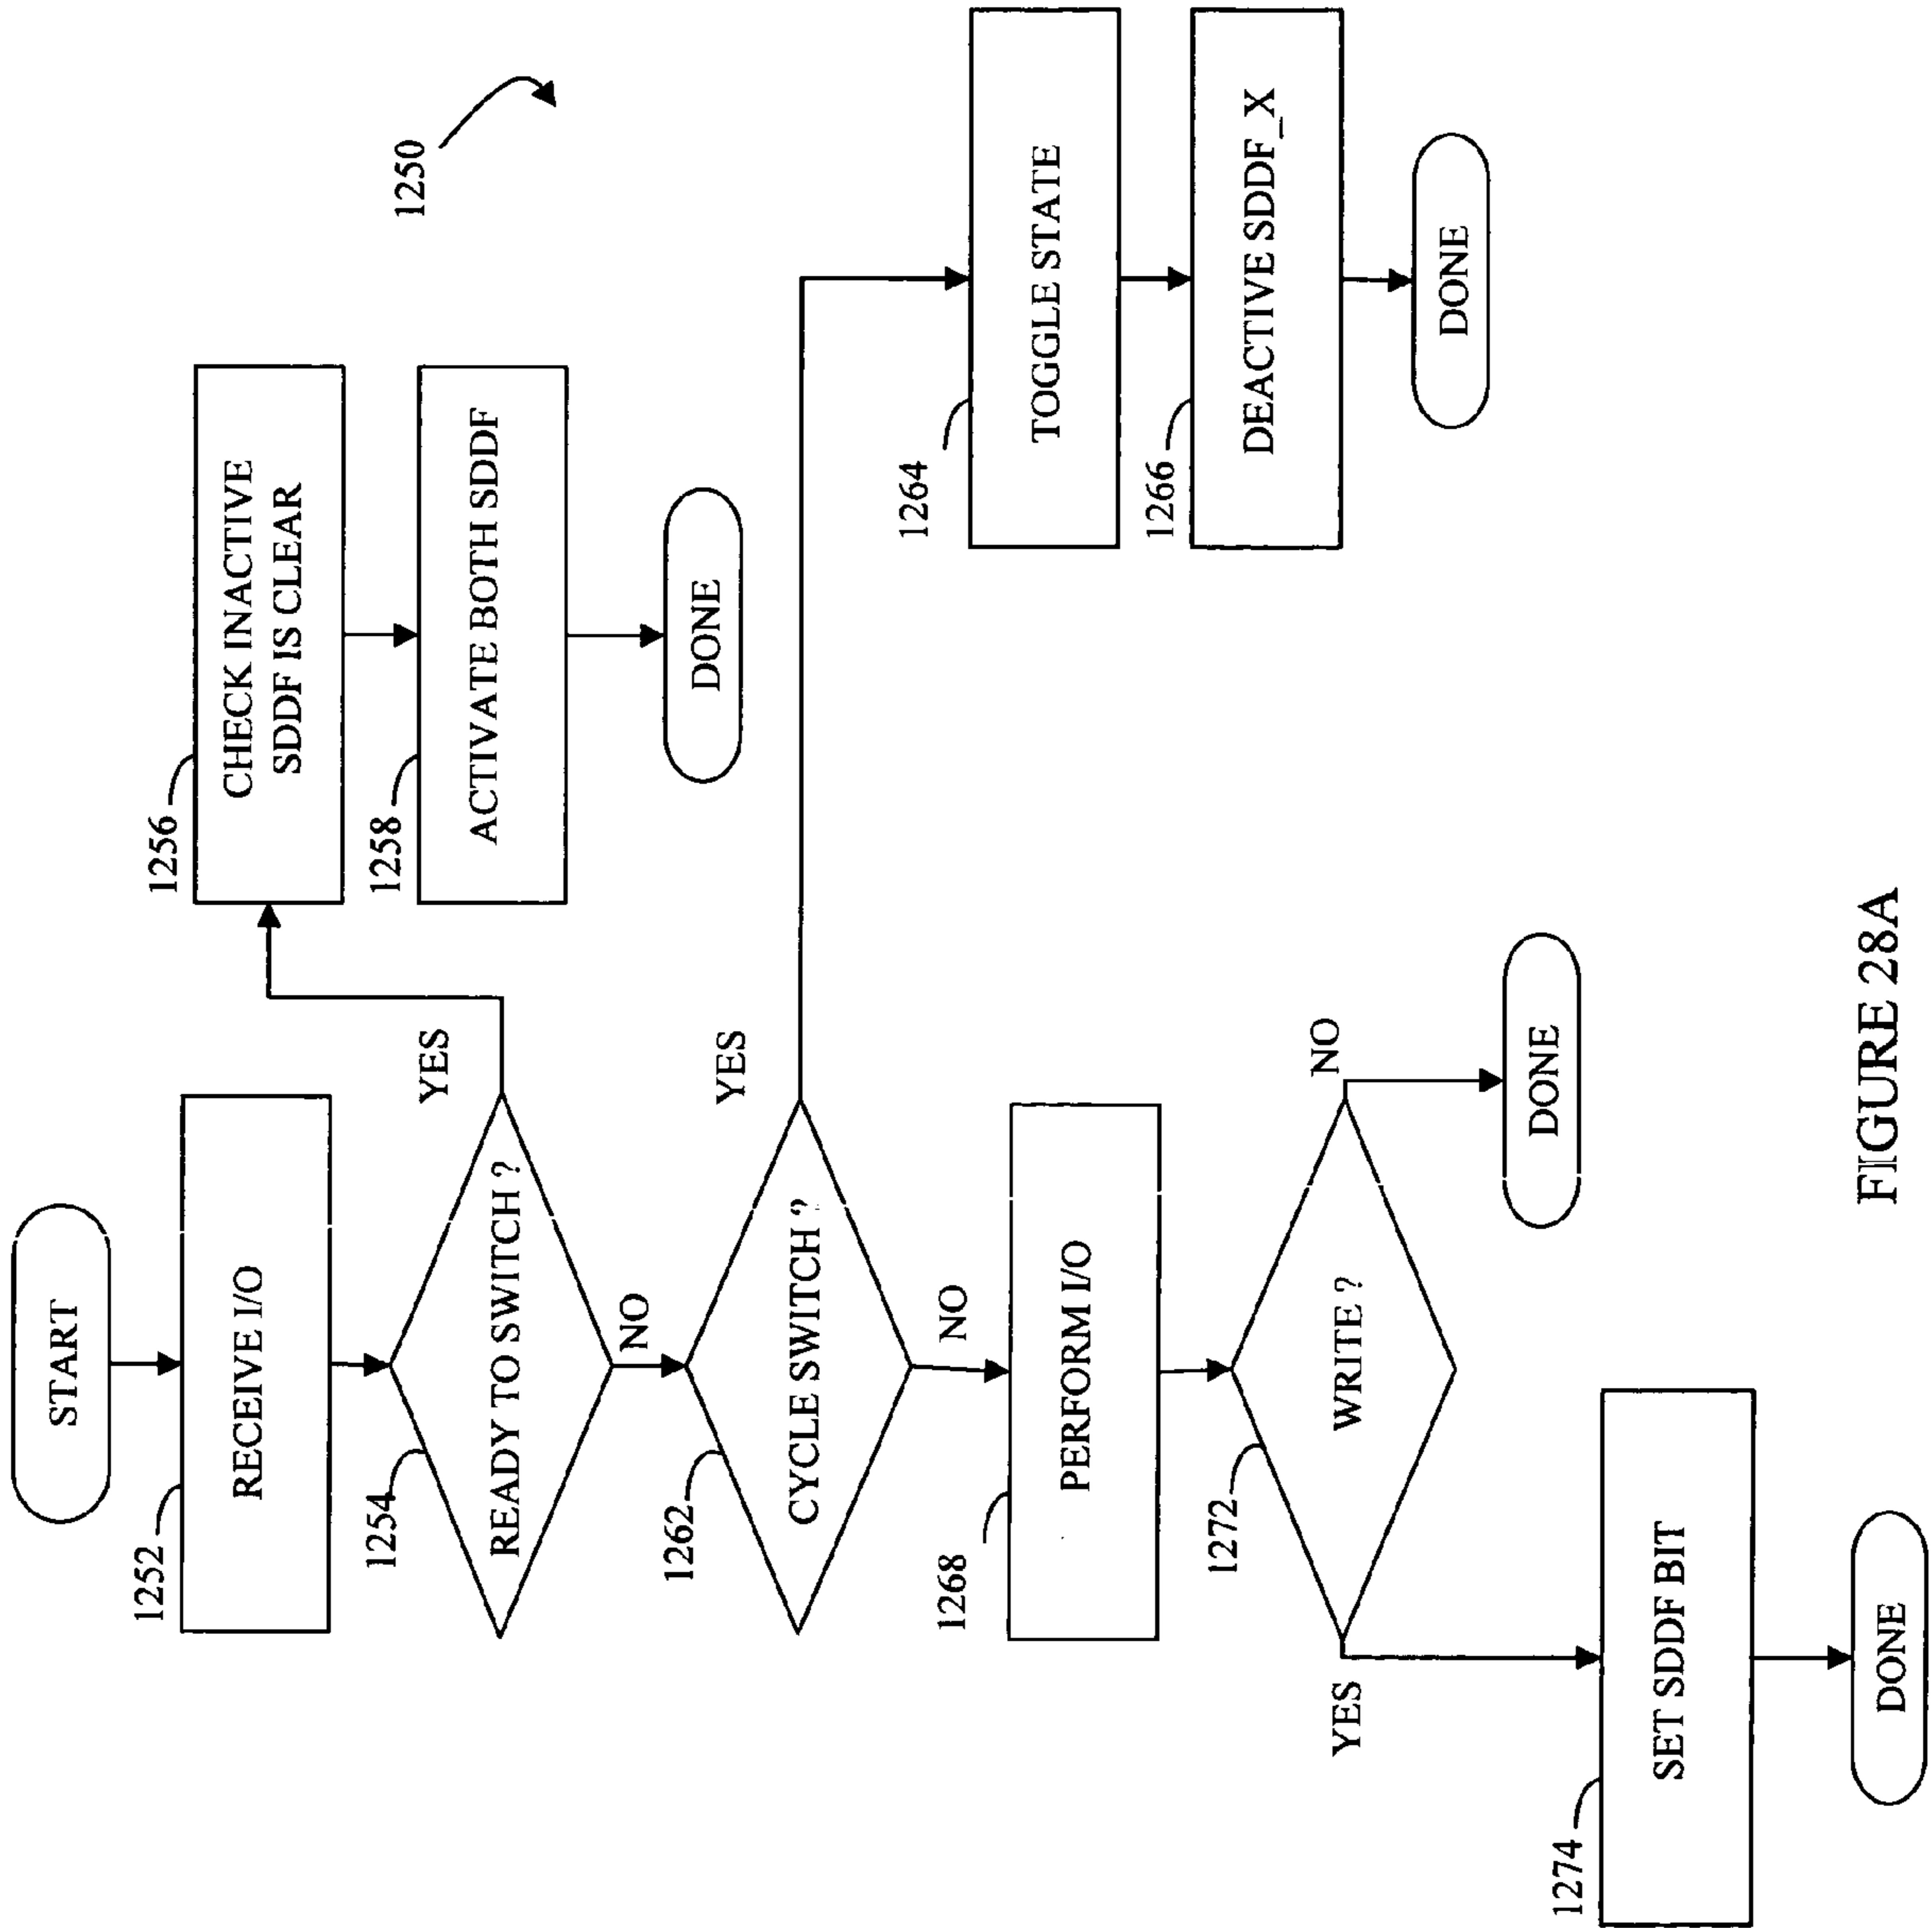 START
1252
RECEIVE I/O
1254
READY TO SWITCH ?
YES
NO
1256
CHECK INACTIVE
SDDF IS CLEAR
1258
ACTIVATE BOTH SDDF
DONE
1250
1262
CYCLE SWITCH ?
YES
NO
1264
TOGGLE STATE
1266
DEACTIVE SDDF_X
DONE
1268
PERFORM I/O
1272
WRITE ?
NO
DONE
YES
1274
SET SDDF BIT
DONE
FIGURE 28A